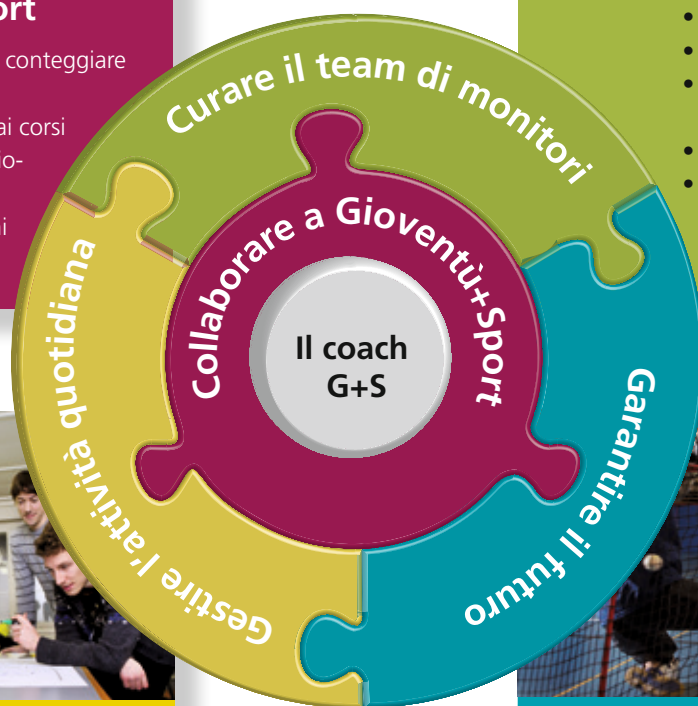 ort
conteggiare
ai corsi
io-
i
Curare il team di monitori
Collaborare a Gioventù+Sport
Il coach
G+S
Gestire l'attività quotidiana
Garantire il futuro